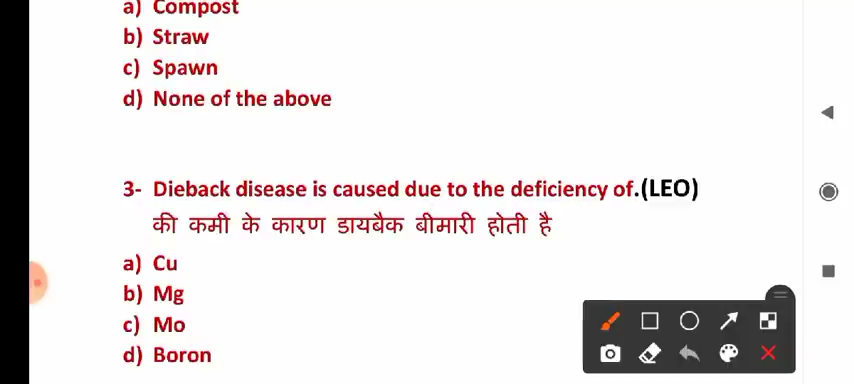 a) Compost
b) Straw
c) Spawn
d) None of the above
3- Dieback disease is caused due to the deficiency of.(LEO)
की कमी के कारण डायबैक बीमारी होती है
a) Cu
b) Mg
c) Mo
d) Boron